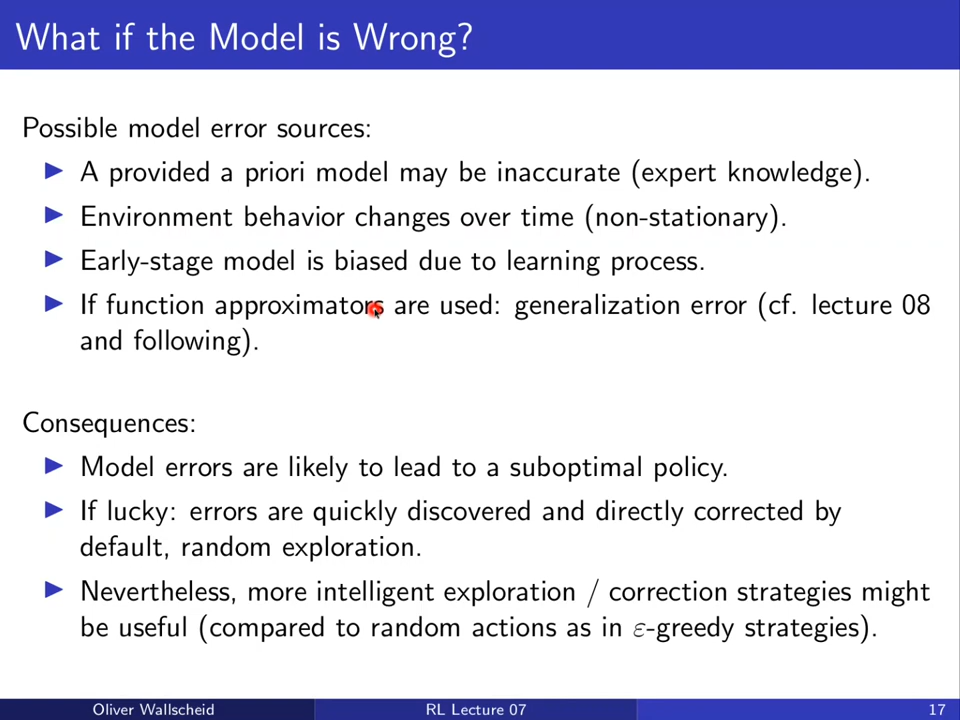 What if the Model is Wrong?
Possible model error sources:
A provided a priori model may be inaccurate (expert knowledge).
Environment behavior changes over time (non-stationary).
Early-stage model is biased due to learning process.
If function approximators are used: generalization error (cf. lecture 08
and following).
Consequences:
Model errors are likely to lead to a suboptimal policy.
If lucky: errors are quickly discovered and directly corrected by
default, random exploration.
Nevertheless, more intelligent exploration / correction strategies might
be useful (compared to random actions as in ε-greedy strategies).
Oliver Wallscheid RL Lecture 07 17